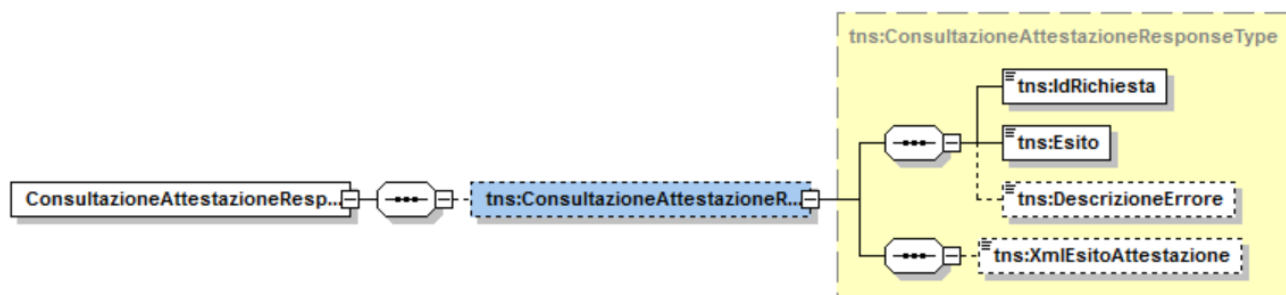 tns:ConsultazioneAttestazioneResponseType
tns:IdRichiesta
tns:Esito
ConsultazioneAttestazioneResp...
tns:ConsultazioneAttestazioneR...
tns:DescrizioneErrore
tns:XmlEsitoAttestazione